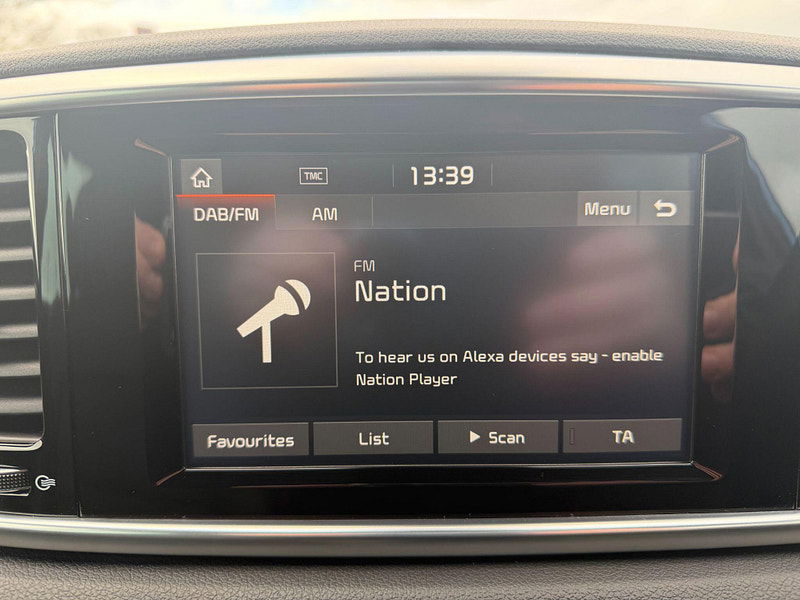 TMC
13:39
DAB/FM
AM
Menu
FM
Nation
To hear us on Alexa devices say - enable
Nation Player
Favourites
List
Scan
TA